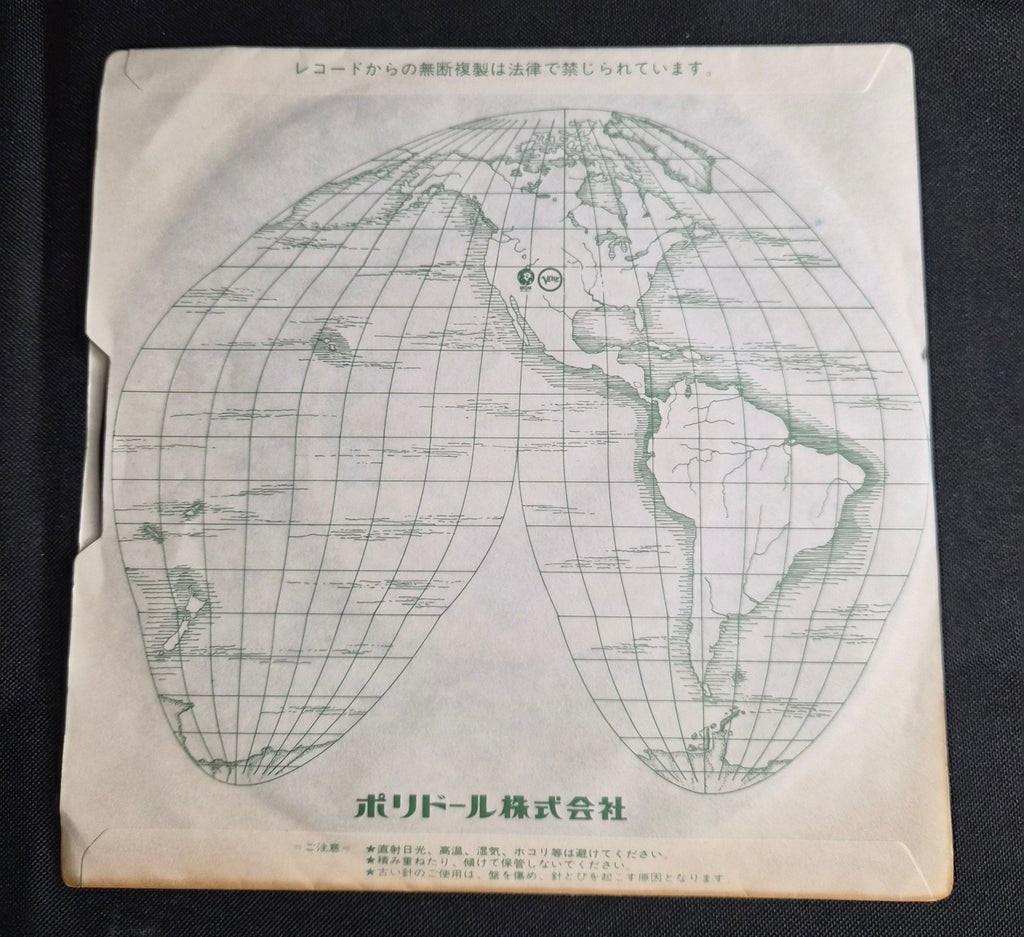 レコードからの無断複製は法律で禁じられています。
MGM
Verve
ポリドール株式会社
ご注意 ★直射日光、高温、湿気、ホコリ等は避けてください。
★積み重ねたり、傾けて保管しないでください
★古い針のご使用は、盤を傷め、針とびを起こす原因となります